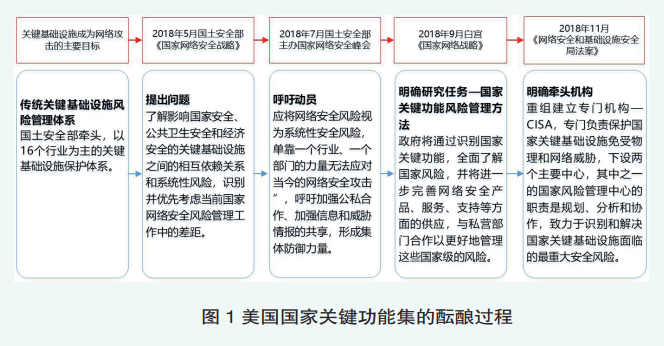 关键基础设施成为网络攻
击的主要目标
2018年5月国土安全部
《国家网络安全战略》
2018年7月国土安全部
主办国家网络安全峰会
2018年9月白宫
《国家网络战略》
2018年11月
《网络安全和基础设施安全
局法案》
传统关键基础设施风
险管理体系
国土安全部牵头，以
16个行业为主的关键
基础设施保护体系。
提出问题
了解影响国家安全、
公共卫生安全和经济
安全的关键基础设施
之间的相互依赖关系
和系统性风险，识别
并优先考虑当前国家
网络安全风险管理工
作中的差距。
呼吁动员
应将网络安全风险视
为系统性安全风险，
单靠一个行业、一个
部门的力量无法应对
当今的网络安全攻击
”，呼吁加强公私合
作、加强信息和威胁
情报的共享，形成集
体防御力量。
明确研究任务—国家
关键功能风险管理方
法
政府将通过识别国家
关键功能，全面了解
国家风险，并将进一
步完善网络安全产
品、服务、支持等方
面的供应，与私营部
门合作以更好地管理
这些国家级的风险。
明确牵头机构
重组建立专门机构—
CISA，专门负责保护国
家关键基础设施免受物
理和网络威胁，下设两
个主要中心，其中之一
的国家风险管理中心的
职责是规划、分析和协
作，致力于识别和解决
国家关键基础设施面临
的最重大安全风险。
图 1 美国国家关键功能集的酝酿过程